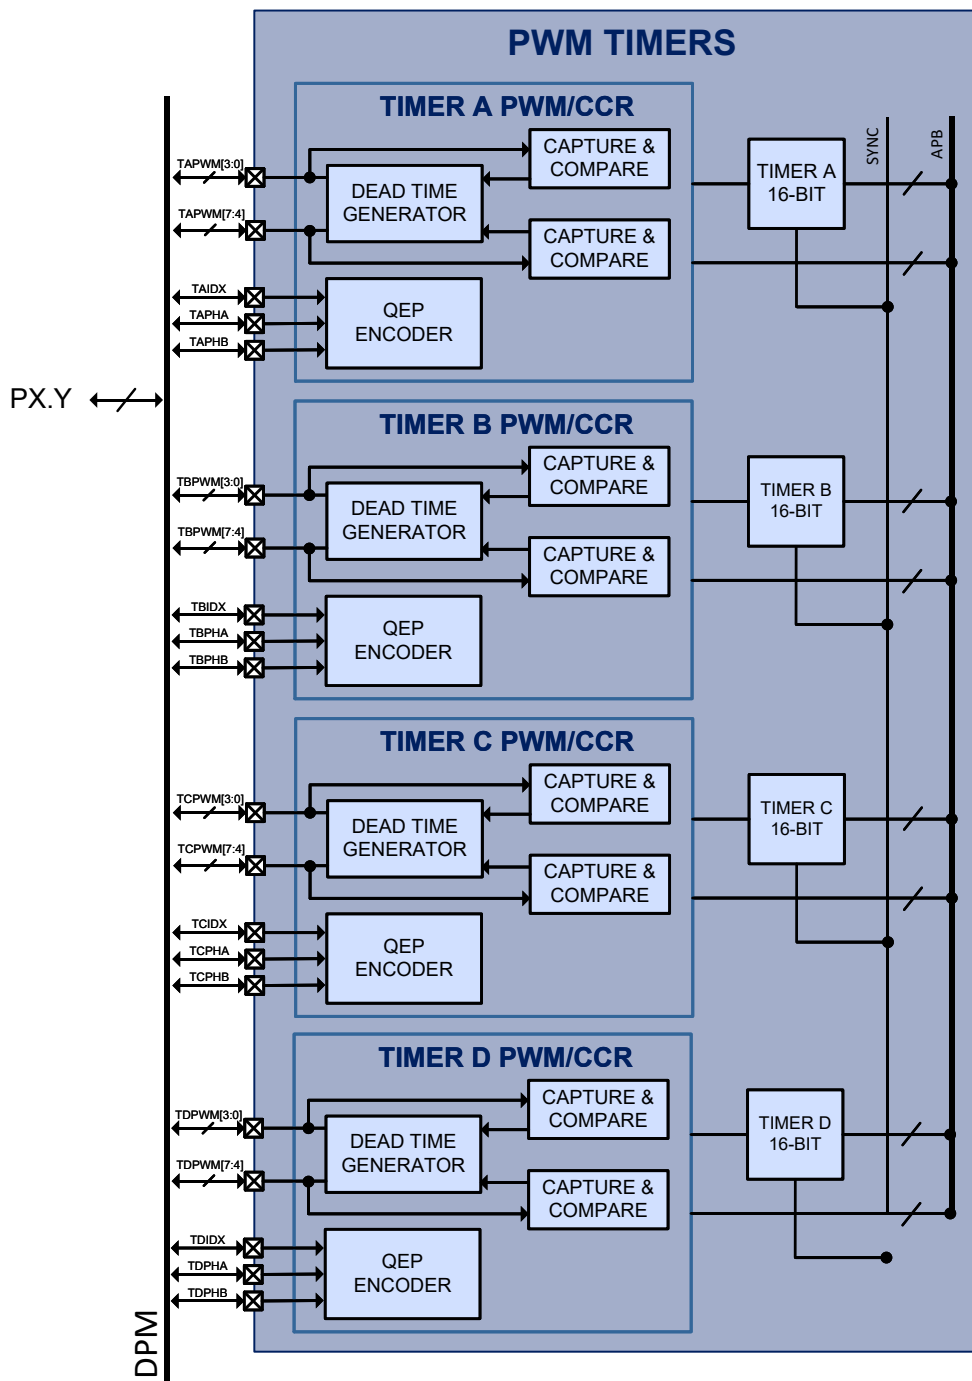 PWM TIMERS
TIMER A PWM/CCR
SYNC
APB
TAPWM[3:0]
CAPTURE &
COMPARE
DEAD TIME
GENERATOR
TIMER A
16-BIT
TAPWM[7:4]
CAPTURE &
COMPARE
TAIDX
TAPHA
TAPHB
QEP
ENCODER
PX.Y
TIMER B PWM/CCR
TBPWM[3:0]
CAPTURE &
COMPARE
DEAD TIME
GENERATOR
TIMER B
16-BIT
TBPWM[7:4]
CAPTURE &
COMPARE
TBIDX
TBPHA
TBPHB
QEP
ENCODER
TIMER C PWM/CCR
TCPWM[3:0]
CAPTURE &
COMPARE
DEAD TIME
GENERATOR
TIMER C
16-BIT
TCPWM[7:4]
CAPTURE &
COMPARE
TCIDX
TCPHA
TCPHB
QEP
ENCODER
TIMER D PWM/CCR
TDPWM[3:0]
CAPTURE &
COMPARE
DEAD TIME
GENERATOR
TIMER D
16-BIT
TDPWM[7:4]
CAPTURE &
COMPARE
TDIDX
TDPHA
TDPHB
QEP
ENCODER
DPM